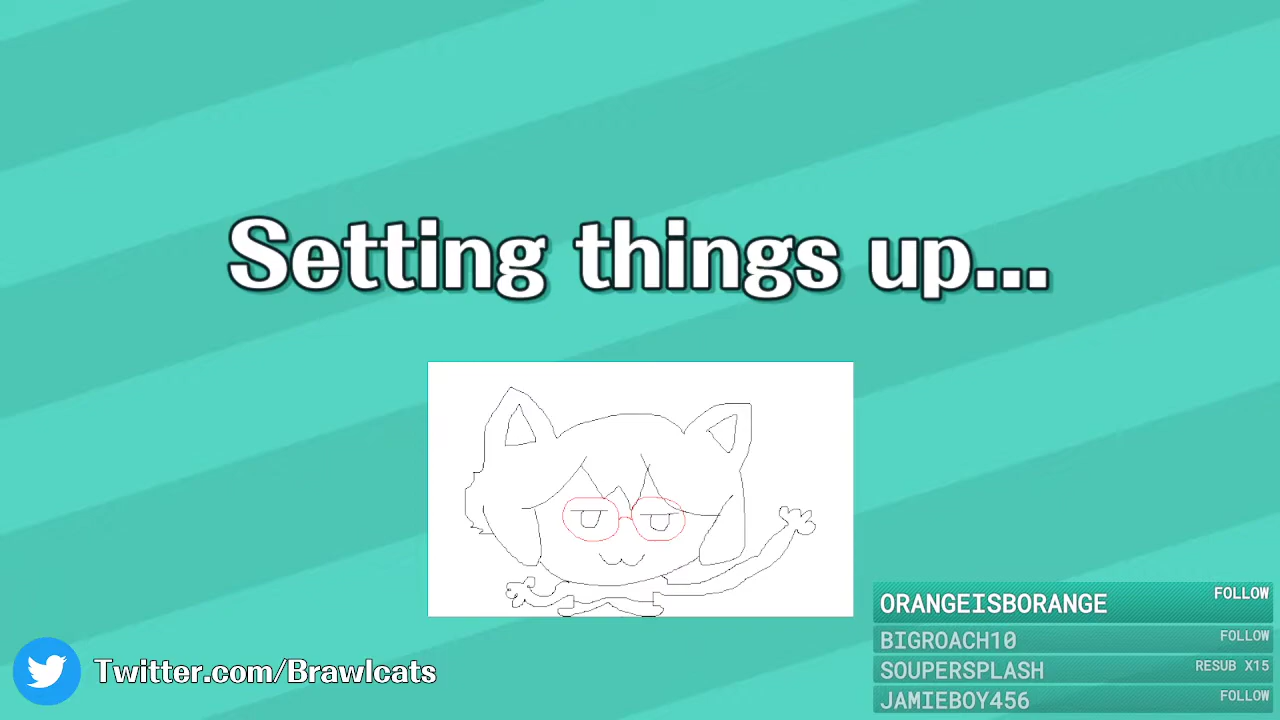 Setting things up...
ORANGEISBORANGE FOLLOW
BIGROACH10 FOLLOW
SOUPERSPLASH RESUB X15
JAMIEBOY456 FOLLOW
Twitter.com/Brawlcats